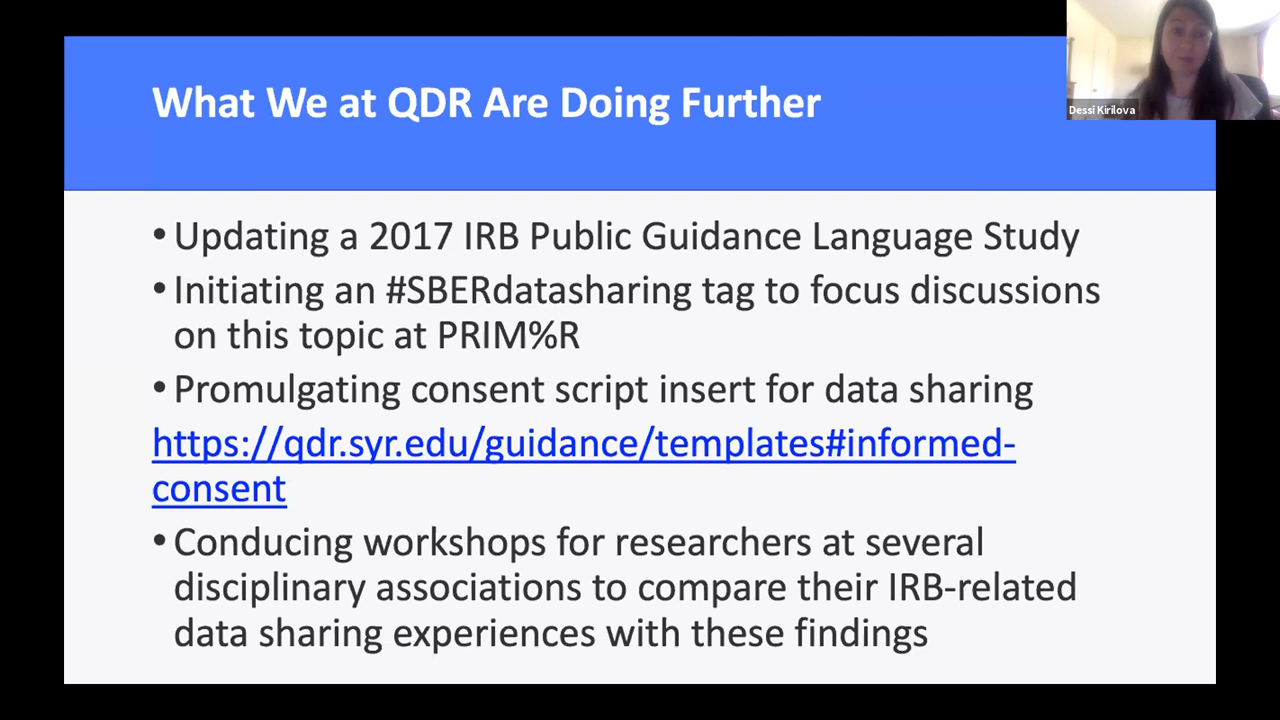 What We at QDR Are Doing Further
Dessi Kirilova
• Updating a 2017 IRB Public Guidance Language Study
• Initiating an #SBERdatasharing tag to focus discussions
on this topic at PRIM%R
• Promulgating consent script insert for data sharing
https://qdr.syr.edu/guidance/templates#informed-
consent
• Conducing workshops for researchers at several
disciplinary associations to compare their IRB-related
data sharing experiences with these findings